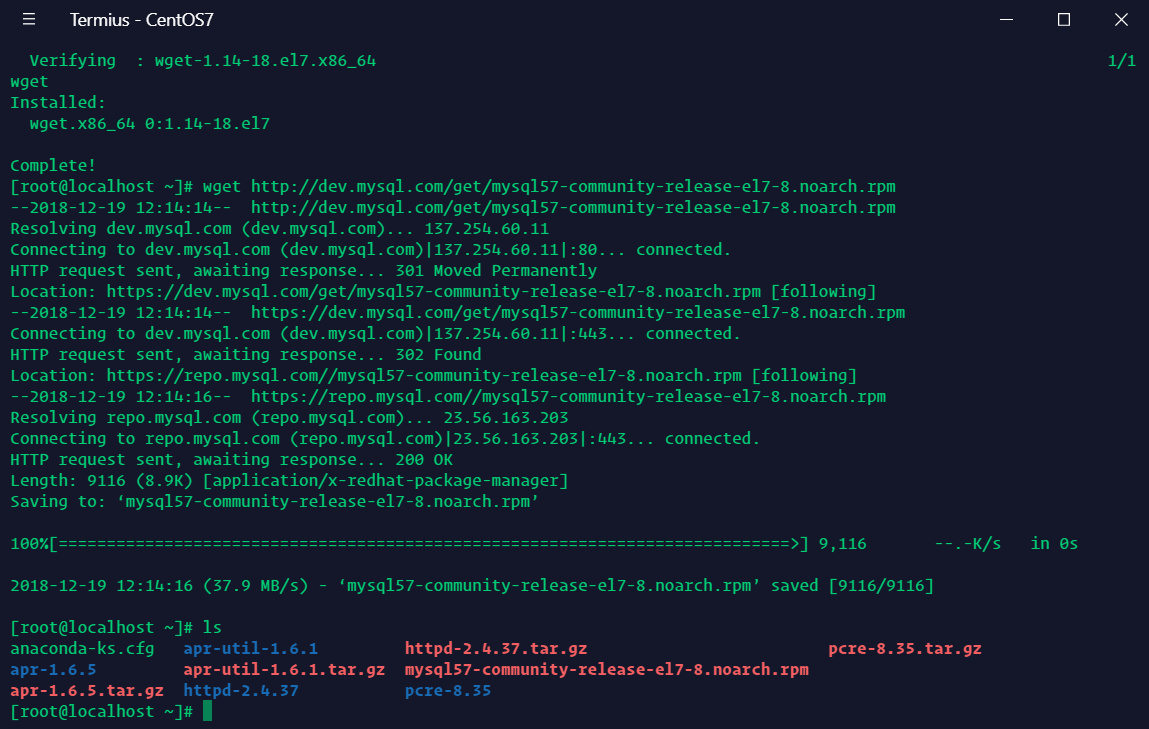 Termius - CentOS7
  Verifying  : wget-1.14-18.el7.x86_64                                                                            1/1
wget
Installed:
  wget.x86_64 0:1.14-18.el7
Complete!
[root@localhost ~]# wget http://dev.mysql.com/get/mysql57-community-release-el7-8.noarch.rpm
--2018-12-19 12:14:14--  http://dev.mysql.com/get/mysql57-community-release-el7-8.noarch.rpm
Resolving dev.mysql.com (dev.mysql.com)... 137.254.60.11
Connecting to dev.mysql.com (dev.mysql.com)|137.254.60.11|:80... connected.
HTTP request sent, awaiting response... 301 Moved Permanently
Location: https://dev.mysql.com/get/mysql57-community-release-el7-8.noarch.rpm [following]
--2018-12-19 12:14:14--  https://dev.mysql.com/get/mysql57-community-release-el7-8.noarch.rpm
Connecting to dev.mysql.com (dev.mysql.com)|137.254.60.11|:443... connected.
HTTP request sent, awaiting response... 302 Found
Location: https://repo.mysql.com//mysql57-community-release-el7-8.noarch.rpm [following]
--2018-12-19 12:14:16--  https://repo.mysql.com//mysql57-community-release-el7-8.noarch.rpm
Resolving repo.mysql.com (repo.mysql.com)... 23.56.163.203
Connecting to repo.mysql.com (repo.mysql.com)|23.56.163.203|:443... connected.
HTTP request sent, awaiting response... 200 OK
Length: 9116 (8.9K) [application/x-redhat-package-manager]
Saving to: ‘mysql57-community-release-el7-8.noarch.rpm’
100%[============================================================================>] 9,116       --.-K/s   in 0s
2018-12-19 12:14:16 (37.9 MB/s) - ‘mysql57-community-release-el7-8.noarch.rpm’ saved [9116/9116]
[root@localhost ~]# ls
anaconda-ks.cfg   apr-util-1.6.1         httpd-2.4.37.tar.gz                         pcre-8.35.tar.gz
apr-1.6.5         apr-util-1.6.1.tar.gz  mysql57-community-release-el7-8.noarch.rpm
apr-1.6.5.tar.gz  httpd-2.4.37           pcre-8.35
[root@localhost ~]#